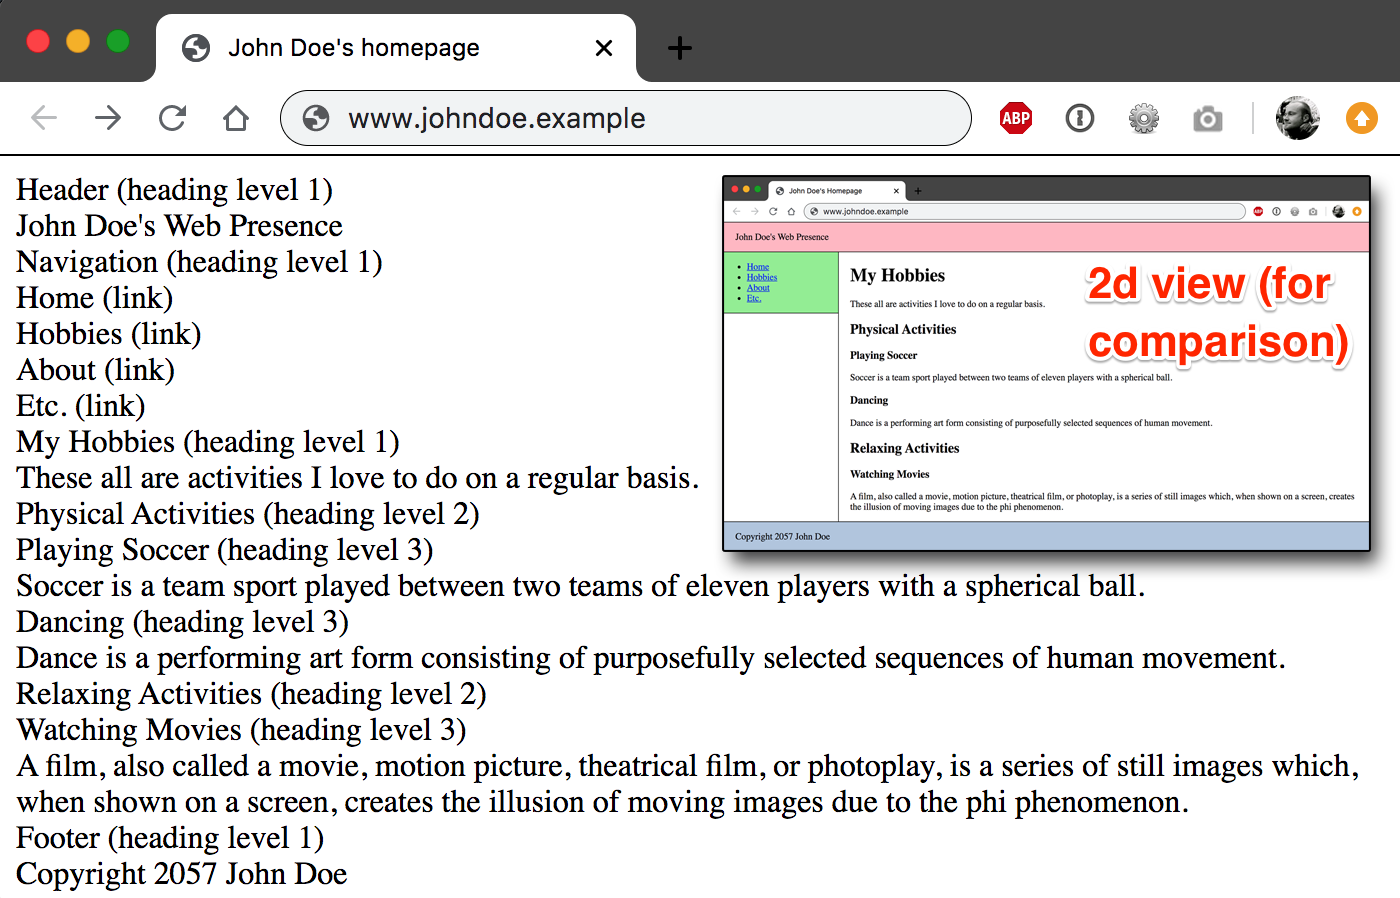 John Doe's homepage
www.johndoe.example
ABP
Header (heading level 1)
John Doe's Web Presence
Navigation (heading level 1)
Home (link)
Hobbies (link)
About (link)
Etc. (link)
My Hobbies (heading level 1)
These all are activities I love to do on a regular basis.
Physical Activities (heading level 2)
Playing Soccer (heading level 3)
Soccer is a team sport played between two teams of eleven players with a spherical ball.
Dancing (heading level 3)
Dance is a performing art form consisting of purposefully selected sequences of human movement.
Relaxing Activities (heading level 2)
Watching Movies (heading level 3)
A film, also called a movie, motion picture, theatrical film, or photoplay, is a series of still images which,
when shown on a screen, creates the illusion of moving images due to the phi phenomenon.
Footer (heading level 1)
Copyright 2057 John Doe
John Doe's Homepage
www.johndoe.example
ABP
John Doe's Web Presence
Home
Hobbies
About
Etc.
My Hobbies
These all are activities I love to do on a regular basis.
Physical Activities
Playing Soccer
Soccer is a team sport played between two teams of eleven players with a spherical ball.
Dancing
Dance is a performing art form consisting of purposefully selected sequences of human movement.
Relaxing Activities
Watching Movies
A film, also called a movie, motion picture, theatrical film, or photoplay, is a series of still images which, when shown on a screen, creates
the illusion of moving images due to the phi phenomenon.
Copyright 2057 John Doe
2d view (for
comparison)